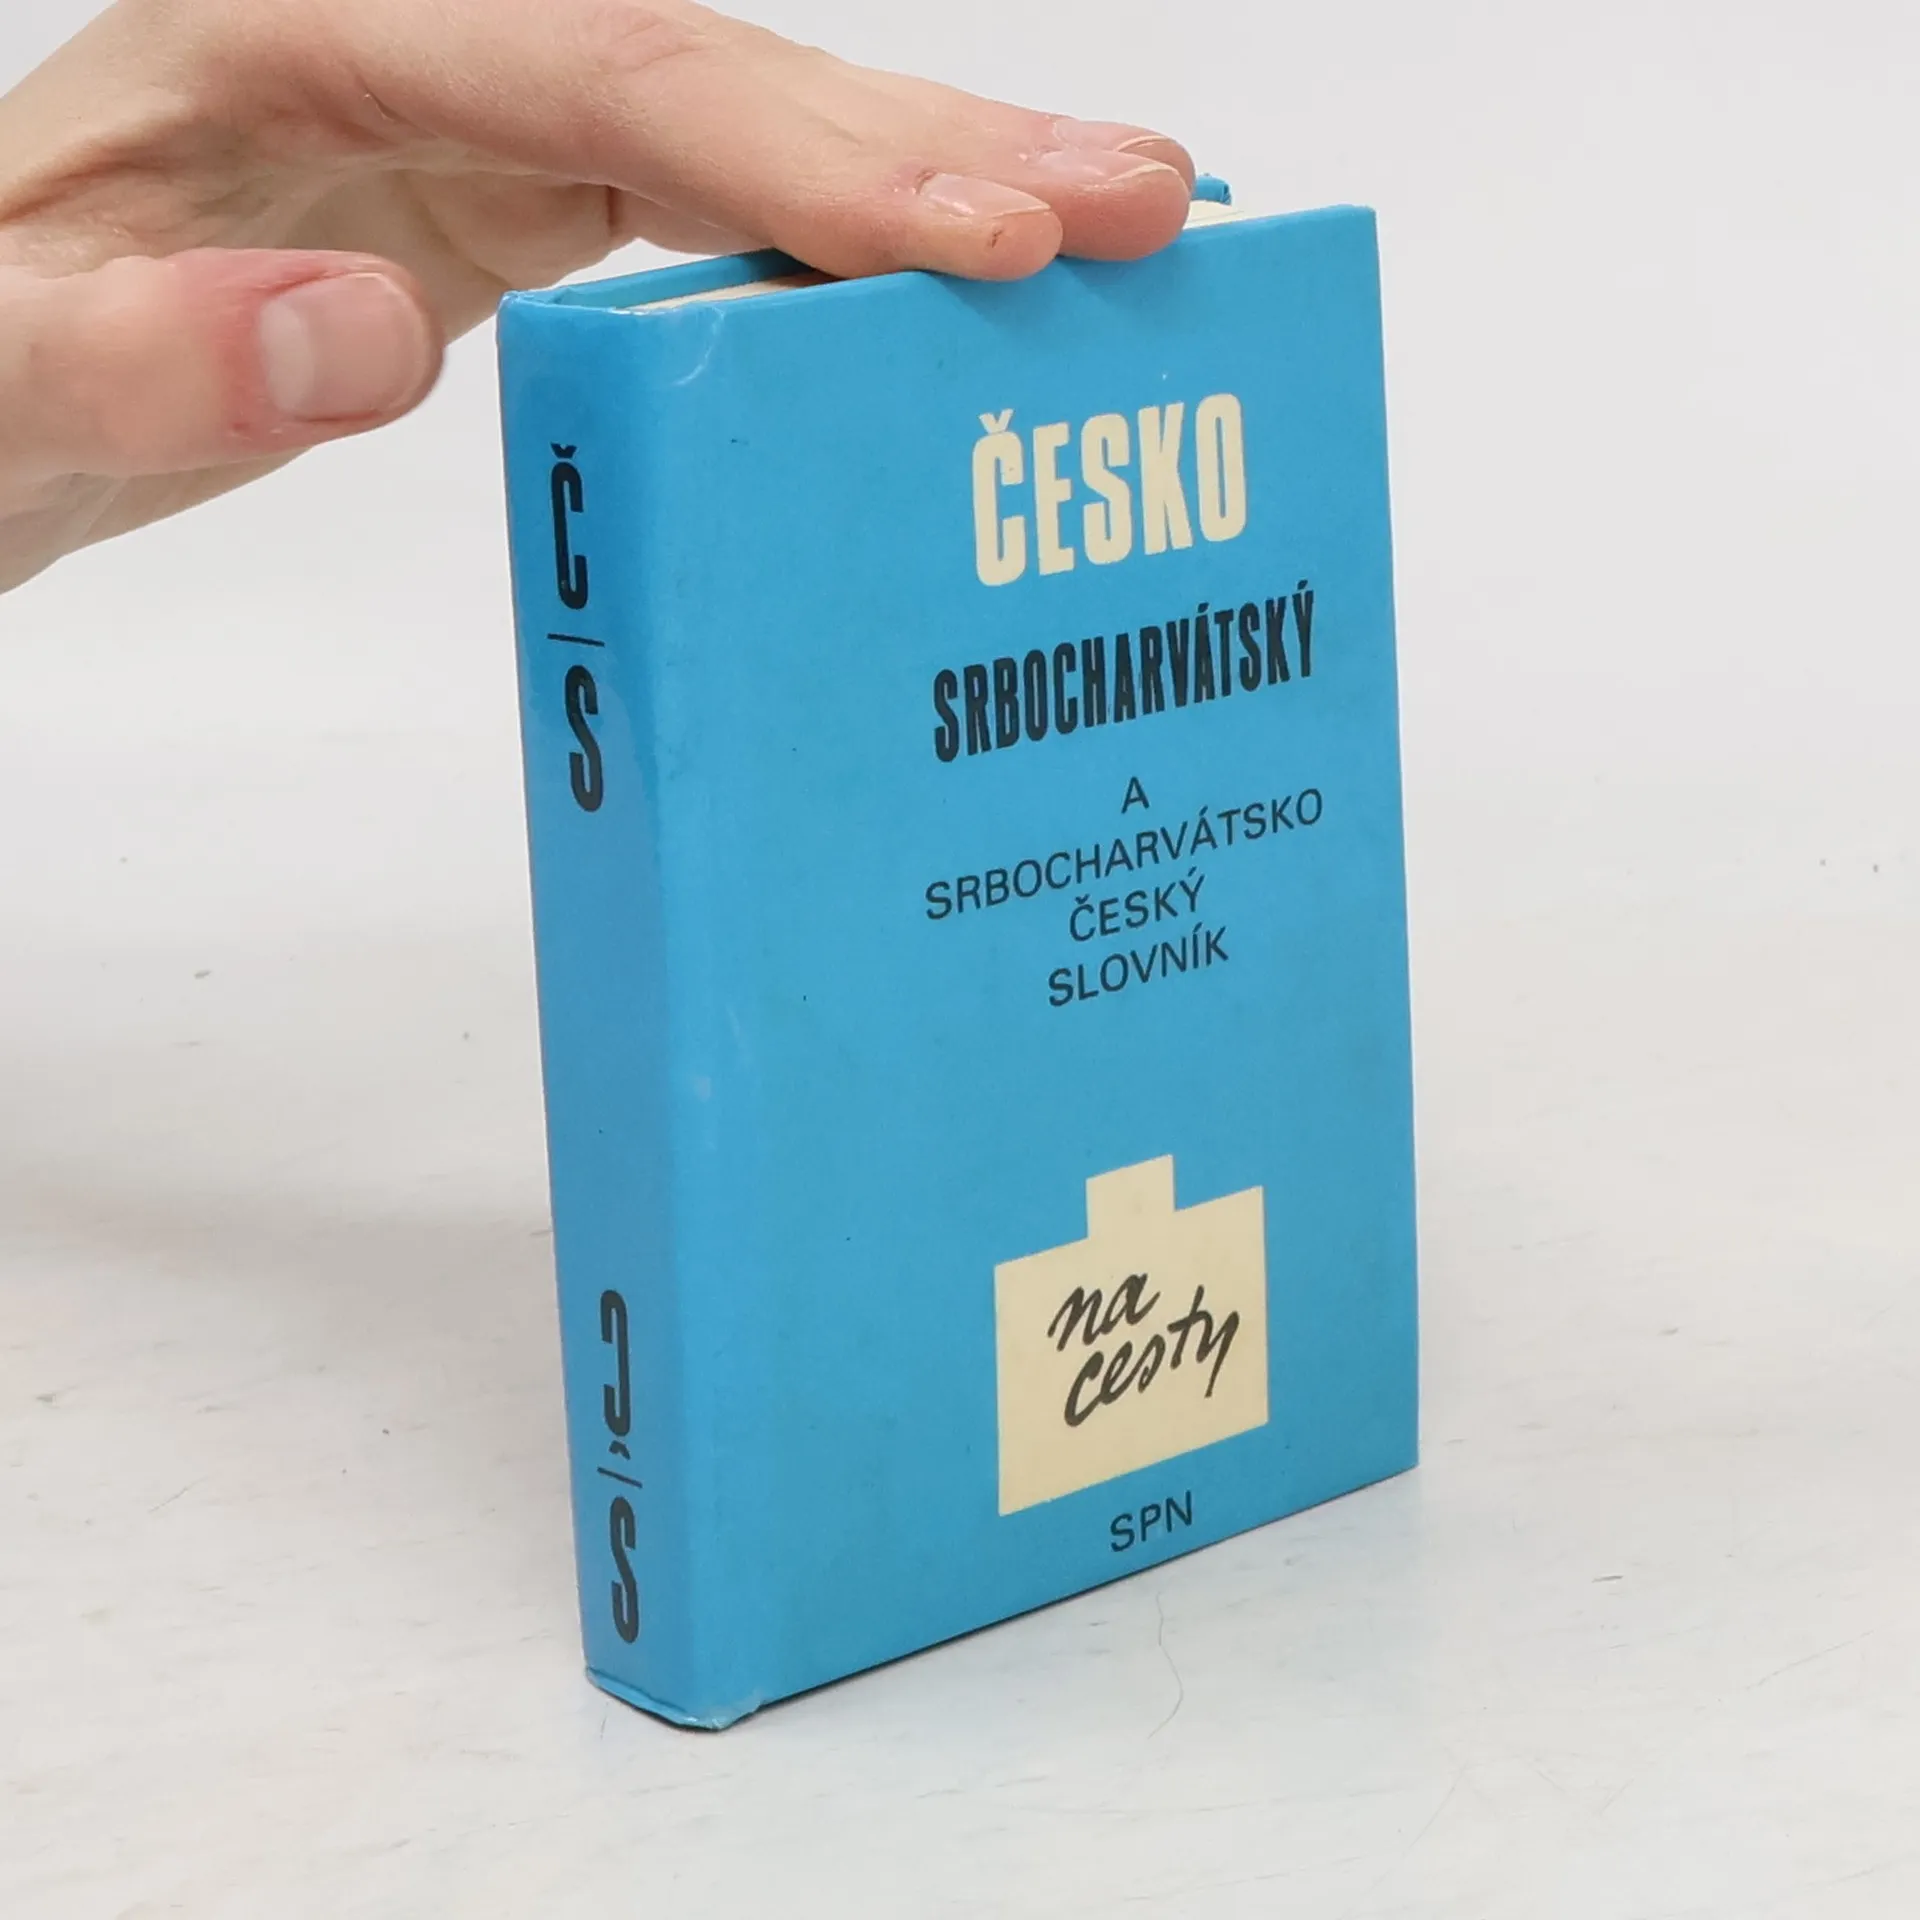 Č/S
S/Č
ČESKO
SRBOCHARVÁTSKÝ
A
SRBOCHARVÁTSKO
ČESKÝ
SLOVNÍK
na
cesty
SPN